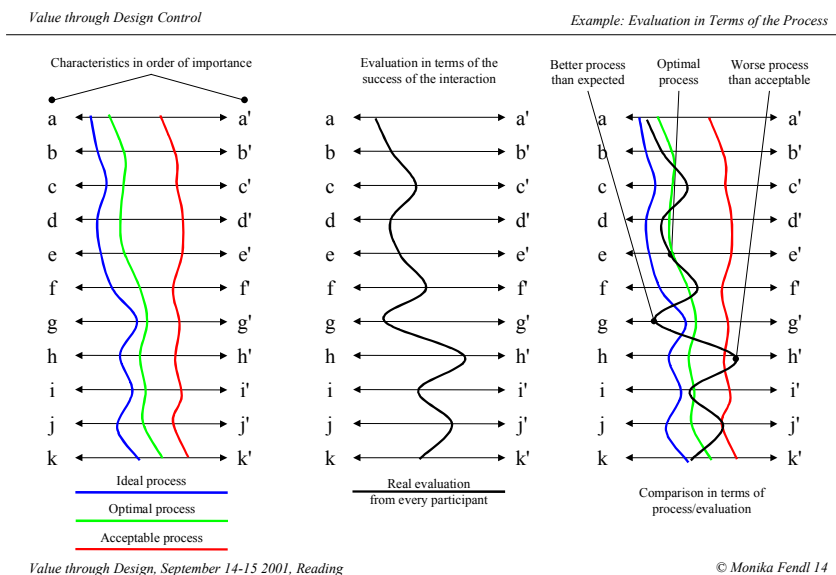 Value through Design Control
Example: Evaluation in Terms of the Process
Characteristics in order of importance
a a'
b b'
c c'
d d'
e e'
f f'
g g'
h h'
i i'
j j'
k k'
Ideal process
Optimal process
Acceptable process
Evaluation in terms of the
success of the interaction
a a'
b b'
c c'
d d'
e e'
f f'
g g'
h h'
i i'
j j'
k k'
Real evaluation
from every participant
Better process
than expected
Optimal
process
Worse process
than acceptable
a a'
b b'
c c'
d d'
e e'
f f'
g g'
h h'
i i'
j j'
k k'
Comparison in terms of
process/evaluation
Value through Design, September 14-15 2001, Reading
© Monika Fendl 14